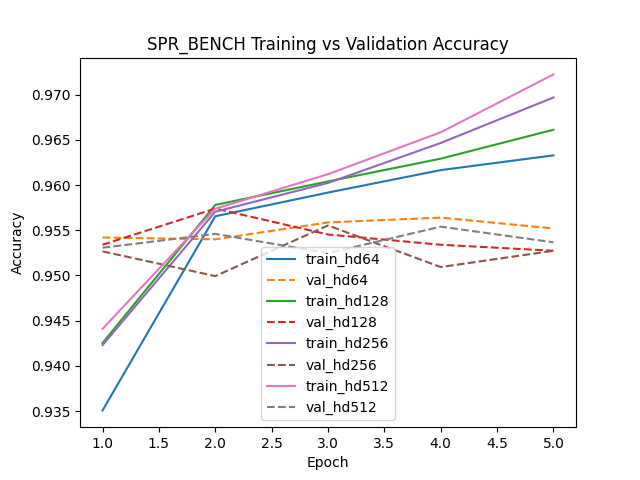 SPR_BENCH Training vs Validation Accuracy
Accuracy
0.970
0.965
0.960
0.955
0.950
0.945
0.940
0.935
train_hd64
val_hd64
train_hd128
val_hd128
train_hd256
val_hd256
train_hd512
val_hd512
1.0 1.5 2.0 2.5 3.0 3.5 4.0 4.5 5.0
Epoch